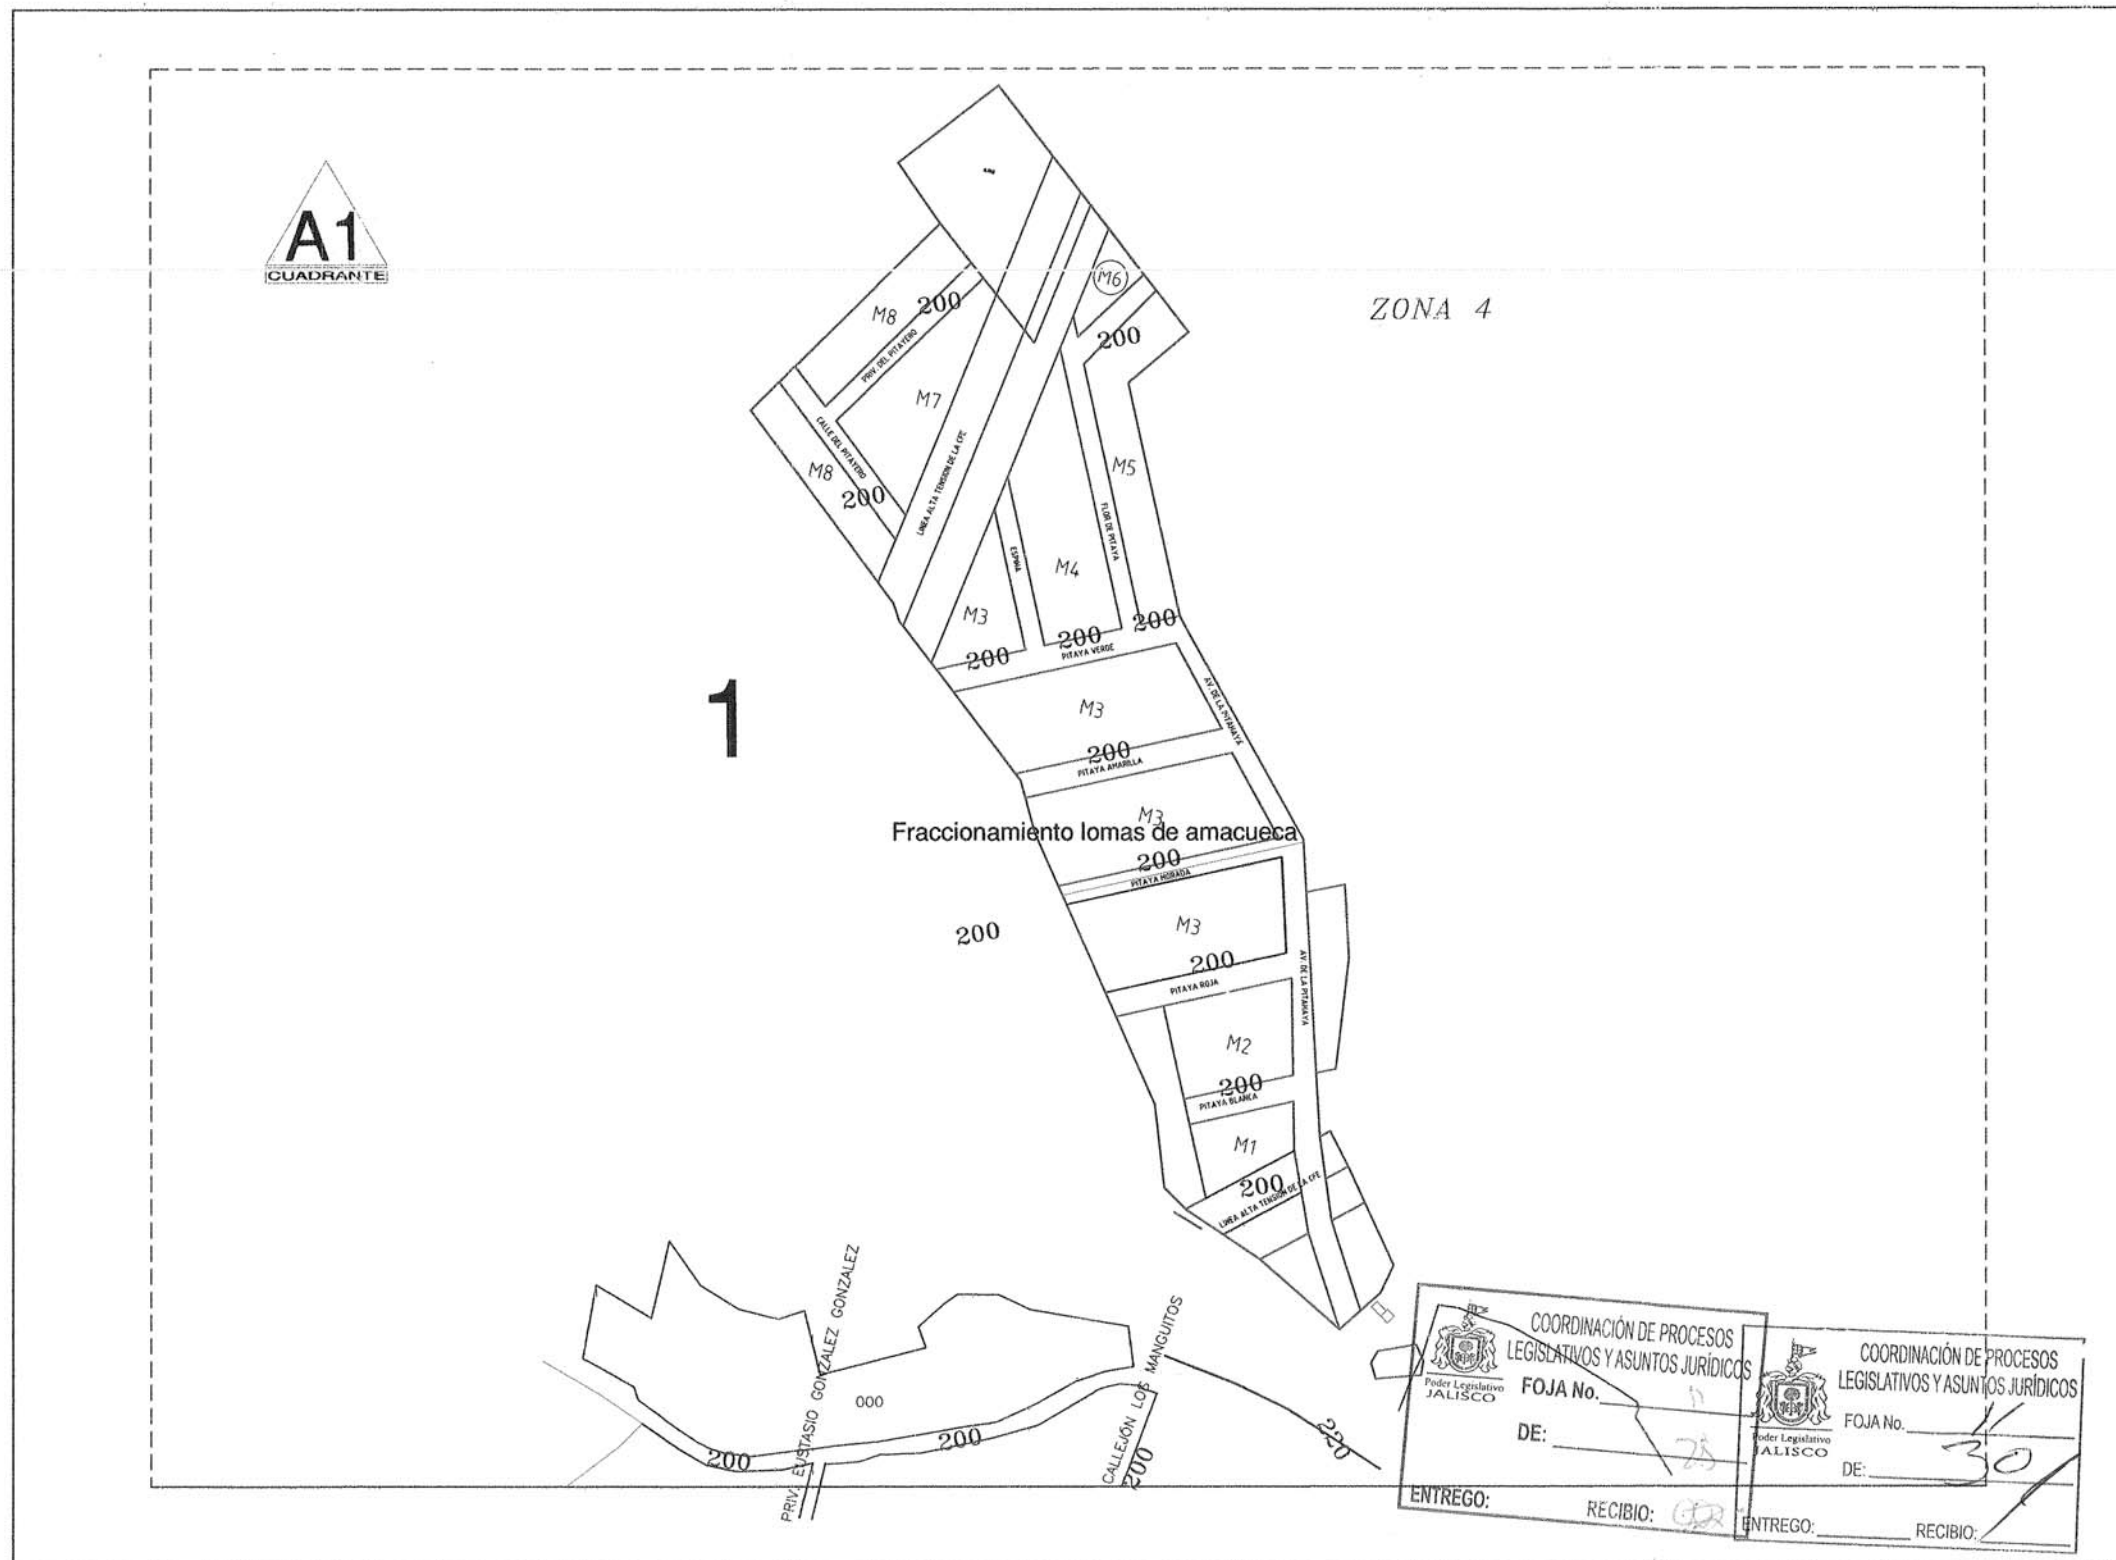 A1
CUADRANTE
M6
ZONA 4
M8
200
200
PRIV. DEL PITAYERO
M7
CALLE DEL PITAYERO
M8
200
LINEA ALTA TENSION DE LA CFE
M5
FLOR DE PITAYA
ESPINA
M4
M3
200
200
200
PITAYA VERDE
1
M3
AV. DE LA PITAHAYA
200
PITAYA AMARILLA
M3
Fraccionamiento lomas de amacueca
200
PITAYA MORADA
M3
200
200
PITAYA ROJA
AV. DE LA PITAHAYA
M2
200
PITAYA BLANCA
M1
200
LINEA ALTA TENSION DE LA CFE
PRIV. EUSTASIO GONZALEZ GONZALEZ
CALLEJÓN LOS MANGUITOS
000
200
200
200
220
COORDINACIÓN DE PROCESOS
LEGISLATIVOS Y ASUNTOS JURÍDICOS
Poder Legislativo
JALISCO
FOJA No.
DE: 25
ENTREGO:
RECIBIO:
COORDINACIÓN DE PROCESOS
LEGISLATIVOS Y ASUNTOS JURÍDICOS
Poder Legislativo
JALISCO
FOJA No.
DE: 30
ENTREGO:
RECIBIO: